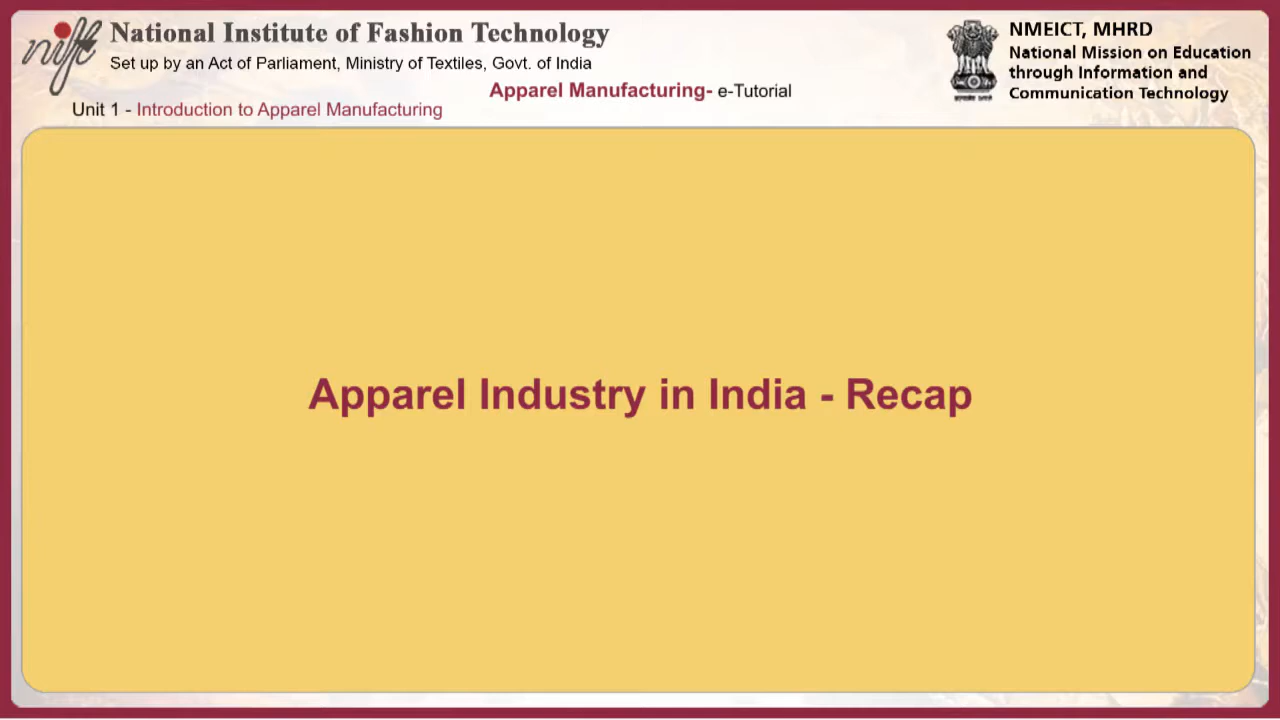 nift
National Institute of Fashion Technology
Set up by an Act of Parliament, Ministry of Textiles, Govt. of India
Apparel Manufacturing- e-Tutorial
Unit 1 - Introduction to Apparel Manufacturing
NMEICT, MHRD
National Mission on Education
through Information and
Communication Technology
Apparel Industry in India - Recap